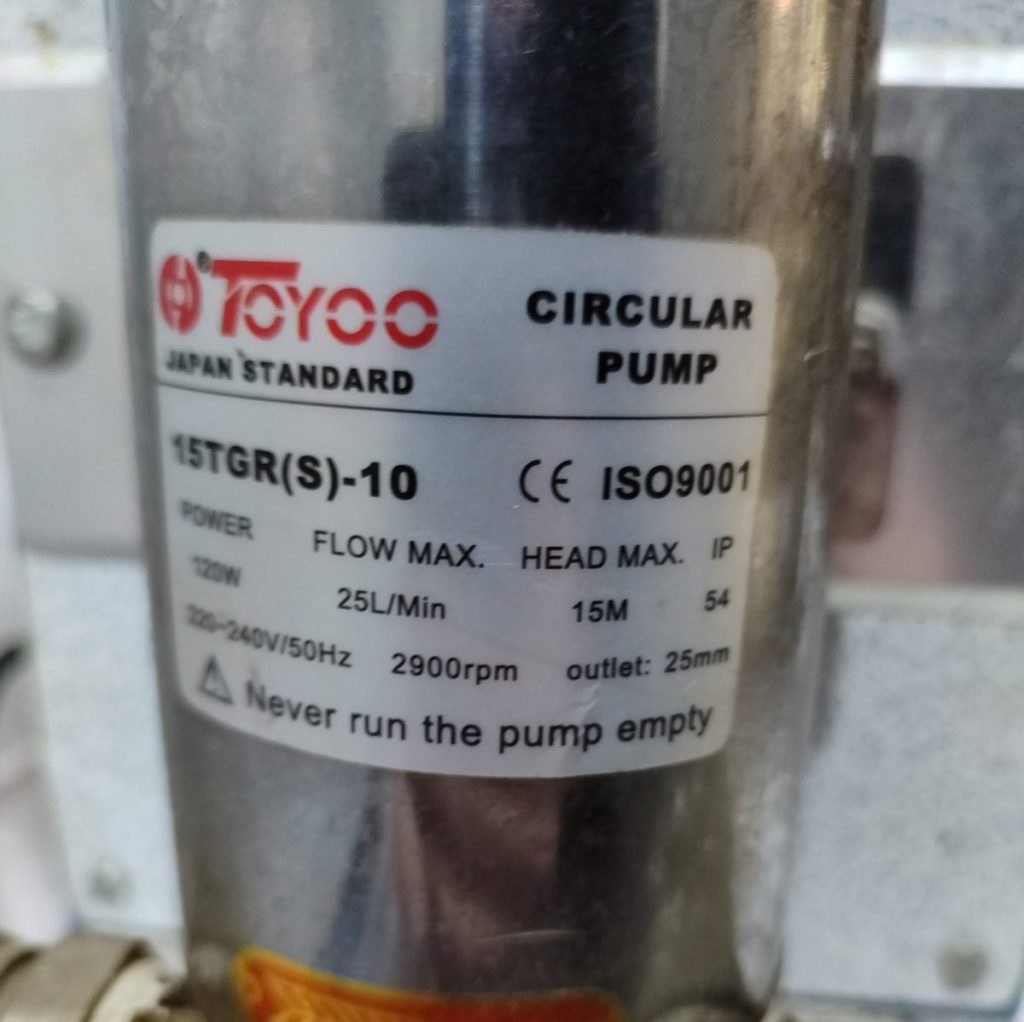 ® TOYOO
JAPAN STANDARD
CIRCULAR
PUMP
15TGR(S)-10 CE ISO9001
POWER FLOW MAX. HEAD MAX. IP
120W 25L/Min 15M 54
220~240V/50Hz 2900rpm outlet: 25mm
Never run the pump empty